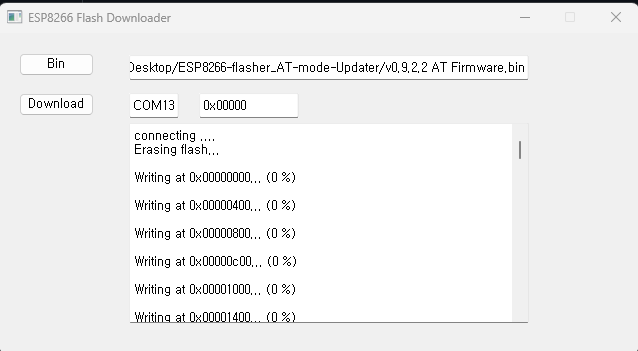 ESP8266 Flash Downloader
Bin
Desktop/ESP8266-flasher_AT-mode-Updater/v0.9.2.2 AT Firmware.bin
Download
COM13
0x00000
connecting ....
Erasing flash...
Writing at 0x00000000... (0 %)
Writing at 0x00000400... (0 %)
Writing at 0x00000800... (0 %)
Writing at 0x00000c00... (0 %)
Writing at 0x00001000... (0 %)
Writing at 0x00001400... (0 %)